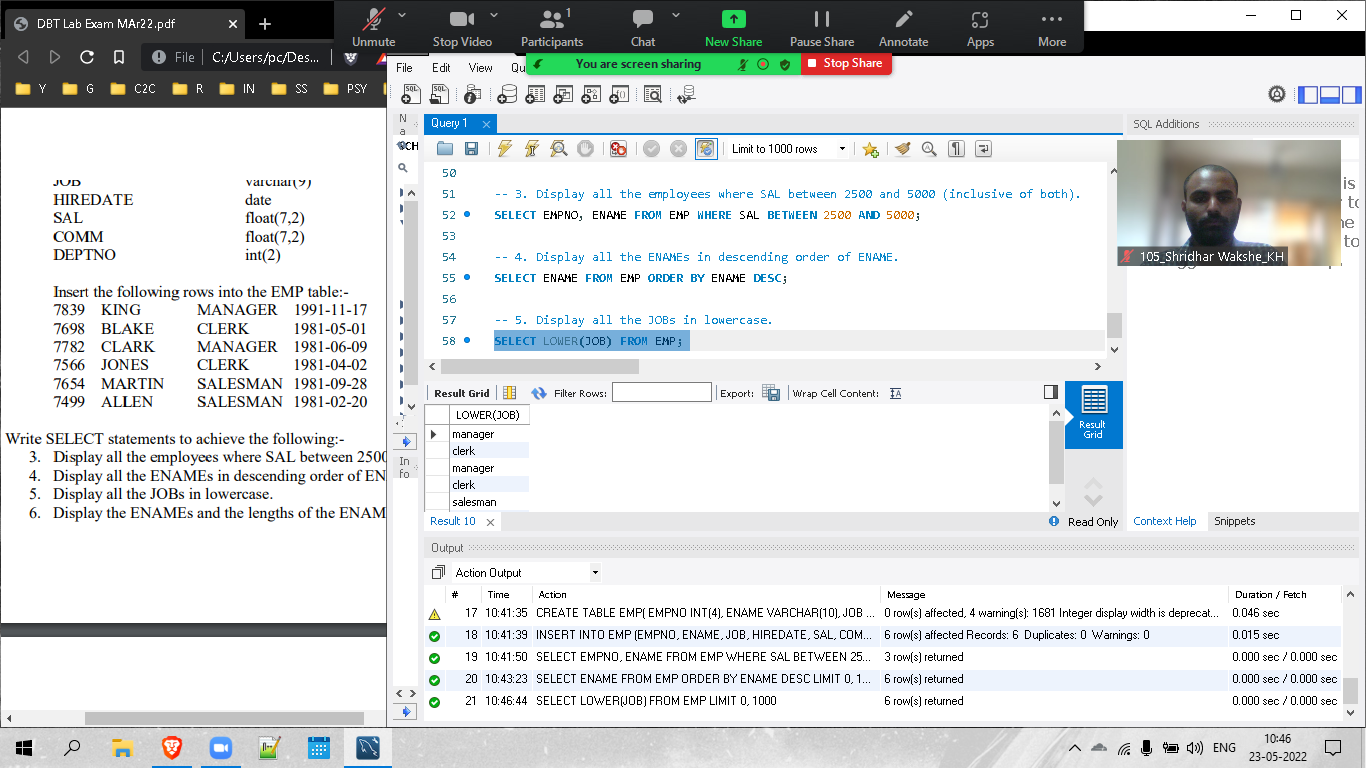 DBT Lab Exam MAr22.pdf
Unmute
Stop Video
Participants
1
Chat
New Share
Pause Share
Annotate
Apps
More
You are screen sharing
Stop Share
File
C:/Users/pc/Des...
Y
G
C2C
R
IN
SS
PSY
File
Edit
View
JOB varchar(9)
HIREDATE date
SAL float(7,2)
COMM float(7,2)
DEPTNO int(2)
Insert the following rows into the EMP table:-
7839 KING MANAGER 1991-11-17
7698 BLAKE CLERK 1981-05-01
7782 CLARK MANAGER 1981-06-09
7566 JONES CLERK 1981-04-02
7654 MARTIN SALESMAN 1981-09-28
7499 ALLEN SALESMAN 1981-02-20
Write SELECT statements to achieve the following:-
3. Display all the employees where SAL between 2500
4. Display all the ENAMEs in descending order of EN
5. Display all the JOBs in lowercase.
6. Display the ENAMEs and the lengths of the ENAM
Query 1
Limit to 1000 rows
50
51 -- 3. Display all the employees where SAL between 2500 and 5000 (inclusive of both).
52 SELECT EMPNO, ENAME FROM EMP WHERE SAL BETWEEN 2500 AND 5000;
53
54 -- 4. Display all the ENAMEs in descending order of ENAME.
55 SELECT ENAME FROM EMP ORDER BY ENAME DESC;
56
57 -- 5. Display all the JOBs in lowercase.
58 SELECT LOWER(JOB) FROM EMP;
SQL Additions
105_Shridhar Wakshe_KH
Result Grid
Filter Rows:
Export:
Wrap Cell Content:
LOWER(JOB)
manager
clerk
manager
clerk
salesman
Result Grid
Result 10
Read Only
Context Help
Snippets
Output
Action Output
# Time Action Message Duration / Fetch
17 10:41:35 CREATE TABLE EMP( EMPNO INT(4), ENAME VARCHAR(10), JOB ... 0 row(s) affected, 4 warning(s): 1681 Integer display width is deprecat... 0.046 sec
18 10:41:39 INSERT INTO EMP (EMPNO, ENAME, JOB, HIREDATE, SAL, COM... 6 row(s) affected Records: 6 Duplicates: 0 Warnings: 0 0.015 sec
19 10:41:50 SELECT EMPNO, ENAME FROM EMP WHERE SAL BETWEEN 25... 3 row(s) returned 0.000 sec / 0.000 sec
20 10:43:23 SELECT ENAME FROM EMP ORDER BY ENAME DESC LIMIT 0, 1... 6 row(s) returned 0.000 sec / 0.000 sec
21 10:46:44 SELECT LOWER(JOB) FROM EMP LIMIT 0, 1000 6 row(s) returned 0.000 sec / 0.000 sec
ENG
10:46
23-05-2022